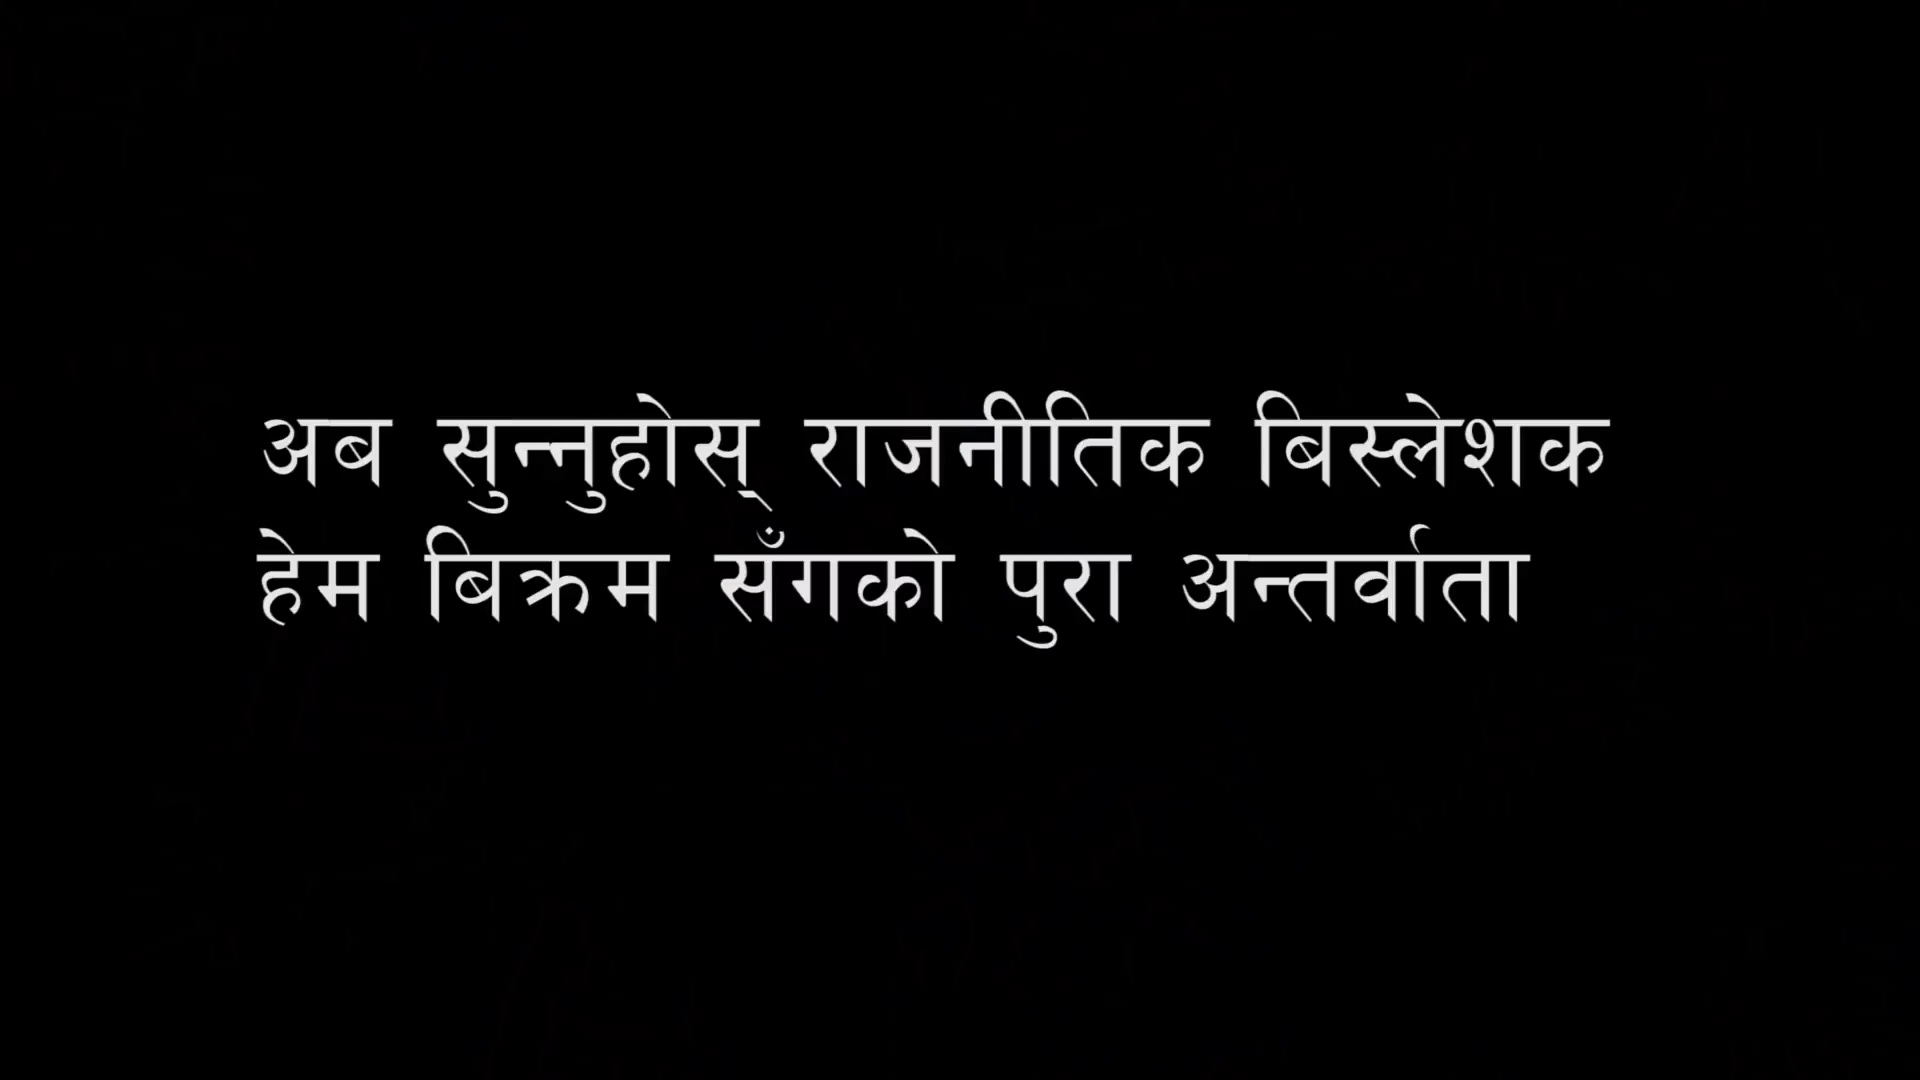 अब सुन्नुहोस् राजनीतिक बिस्लेशक
हेम बिक्रम सँगको पुरा अन्तर्वाता